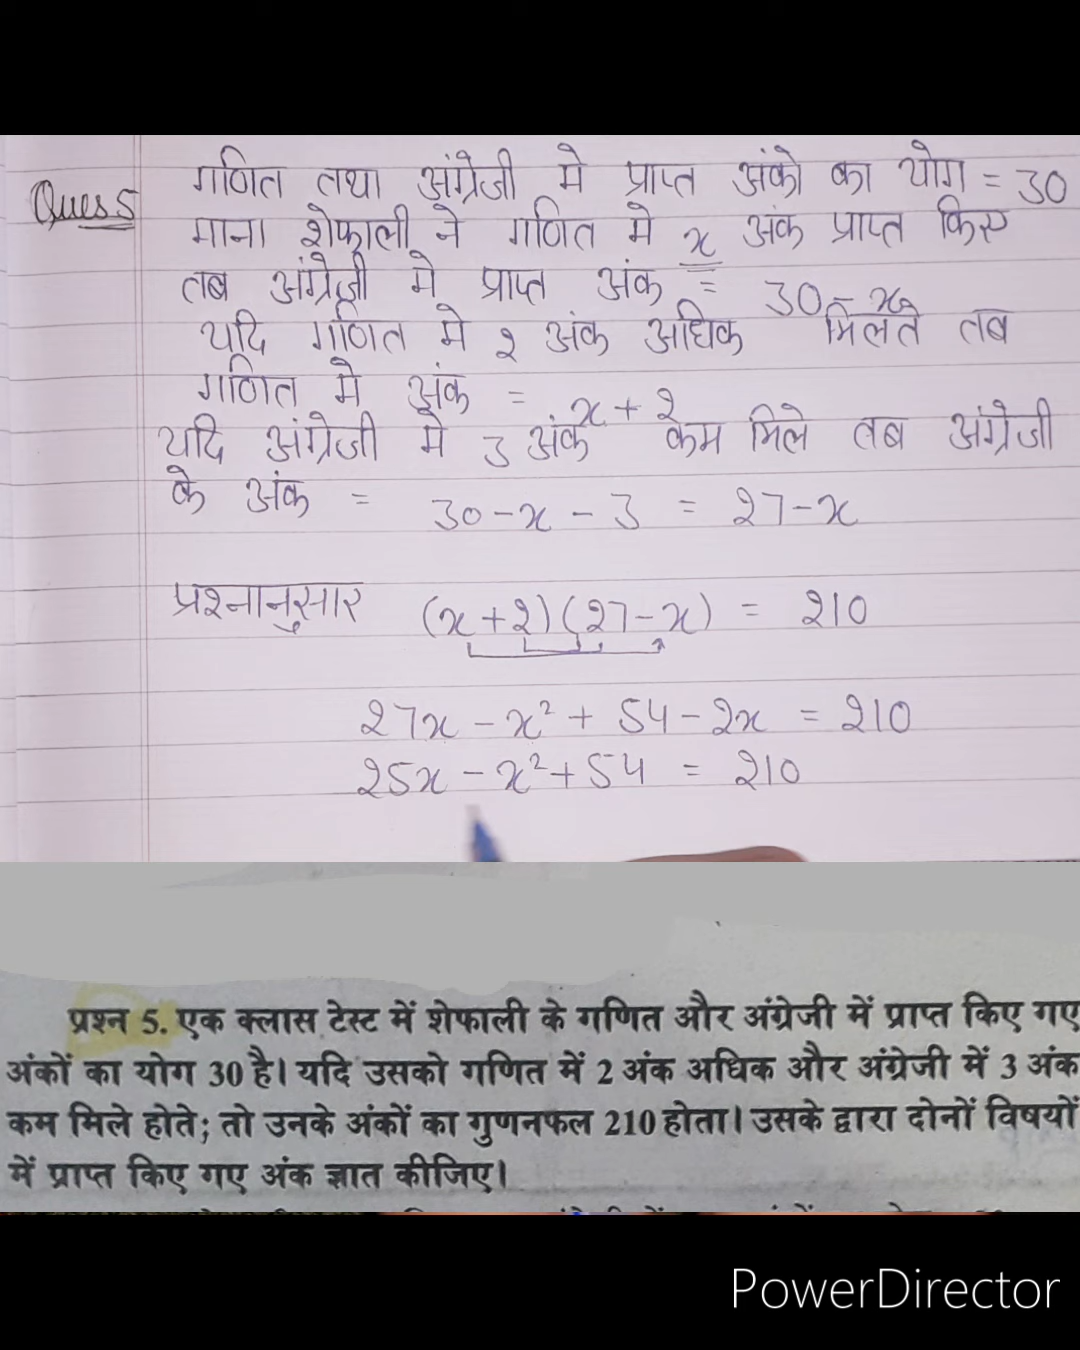 Ques 5
गणित तथा अंग्रेजी मे प्राप्त अंको का योग = 30
माना शेफाली ने गणित मे x अंक प्राप्त किए
तब अंग्रेजी मे प्राप्त अंक = 30 - x
यदि गणित मे 2 अंक अधिक मिलते तब
गणित मे अंक = x + 2
यदि अंग्रेजी मे 3 अंक कम मिले तब अंग्रेजी
के अंक = 30 - x - 3 = 27 - x
प्रश्नानुसार (x + 2) (27 - x) = 210
27x - x² + 54 - 2x = 210
25x - x² + 54 = 210
प्रश्न 5. एक क्लास टेस्ट में शेफाली के गणित और अंग्रेजी में प्राप्त किए गए
अंकों का योग 30 है। यदि उसको गणित में 2 अंक अधिक और अंग्रेजी में 3 अंक
कम मिले होते; तो उनके अंकों का गुणनफल 210 होता। उसके द्वारा दोनों विषयों
में प्राप्त किए गए अंक ज्ञात कीजिए।
PowerDirector